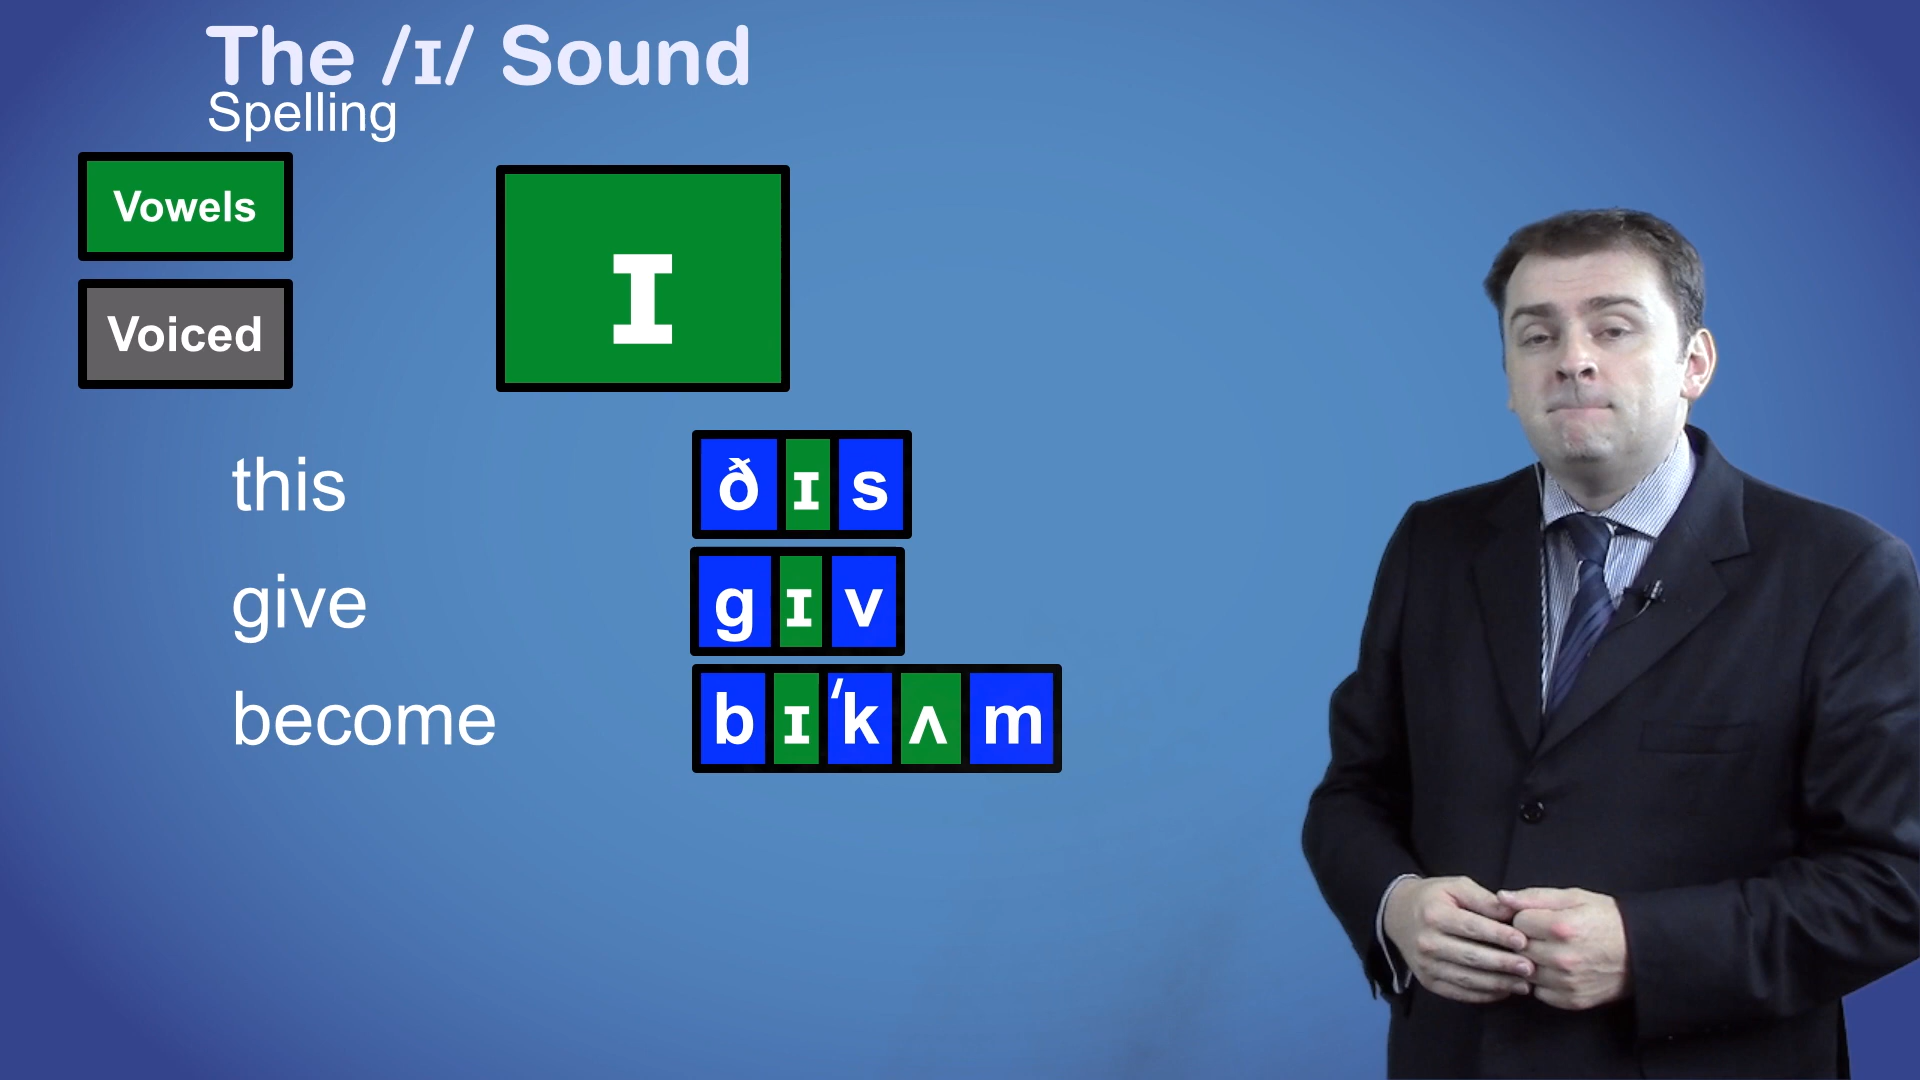 The /ɪ/ Sound
Spelling
Vowels
Voiced
ɪ
this ðɪs
give gɪv
become bɪˈkʌm